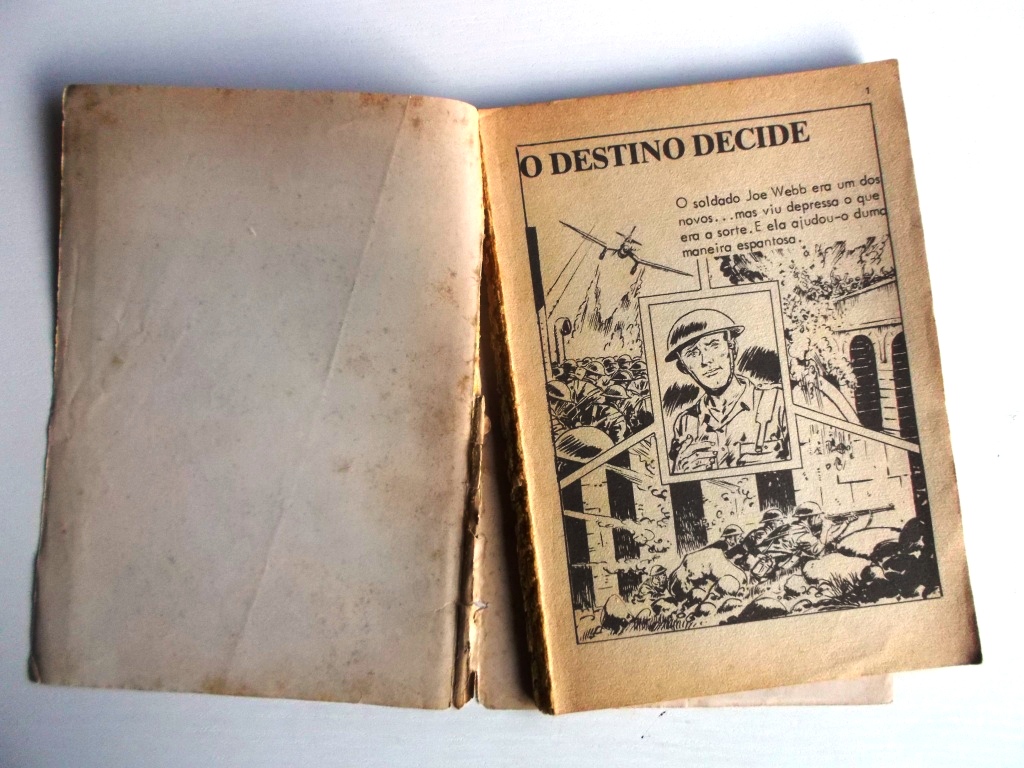 1
O DESTINO DECIDE
O soldado Joe Webb era um dos
novos...mas viu depressa o que
era a sorte. E ela ajudou-o duma
maneira espantosa.